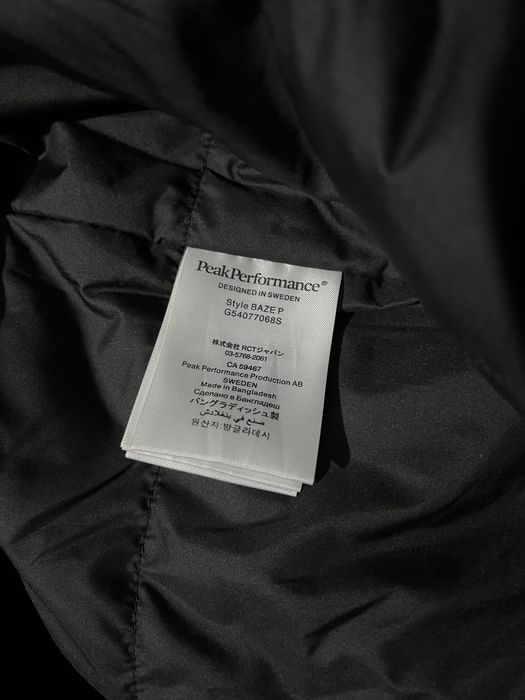 PeakPerformance®
DESIGNED IN SWEDEN
Style BAZE P
G54077068S
株式会社 RCTジャパン
03-5768-2061
CA 59467
Peak Performance Production AB
SWEDEN
Made in Bangladesh
Сделано в Бангладеш
バングラディッシュ製
صنع في بنغلادش
원산지:방글라데시